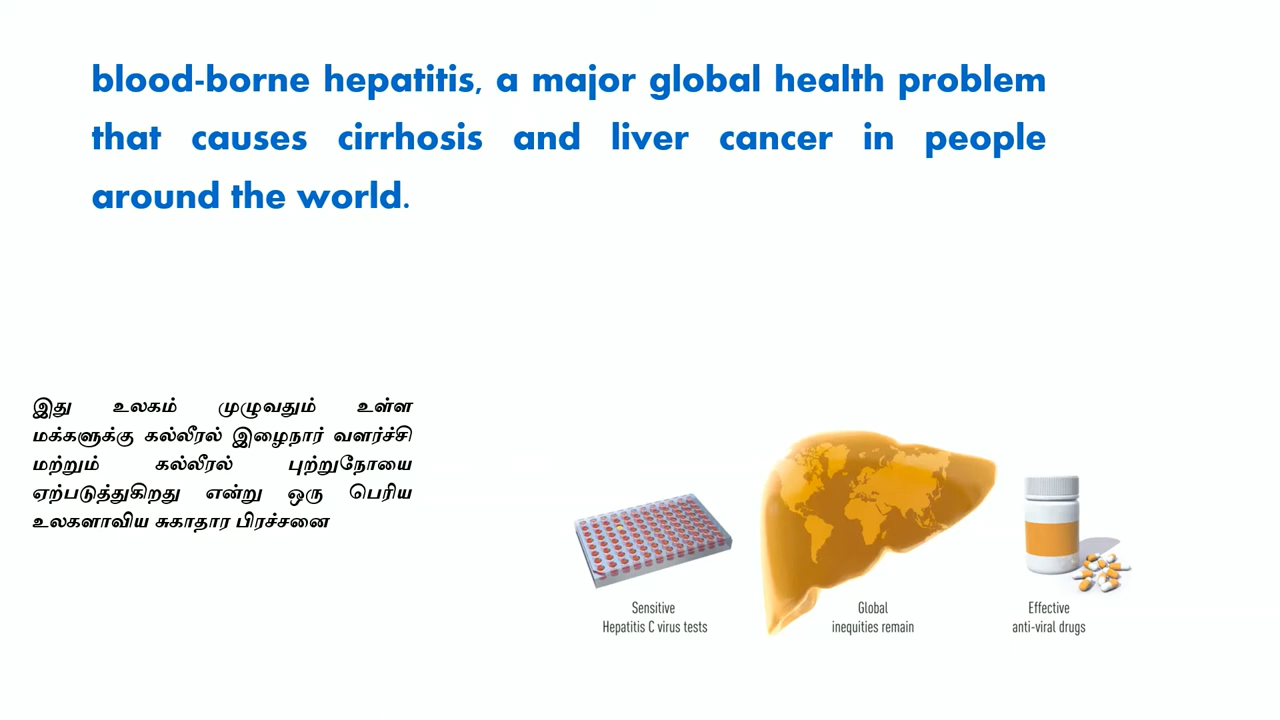 blood-borne hepatitis, a major global health problem
that causes cirrhosis and liver cancer in people
around the world.
இது உலகம் முழுவதும் உள்ள
மக்களுக்கு கல்லீரல் இழைநார் வளர்ச்சி
மற்றும் கல்லீரல் புற்றுநோயை
ஏற்படுத்துகிறது என்று ஒரு பெரிய
உலகளாவிய சுகாதார பிரச்சனை
Sensitive
Hepatitis C virus tests
Global
inequities remain
Effective
anti-viral drugs